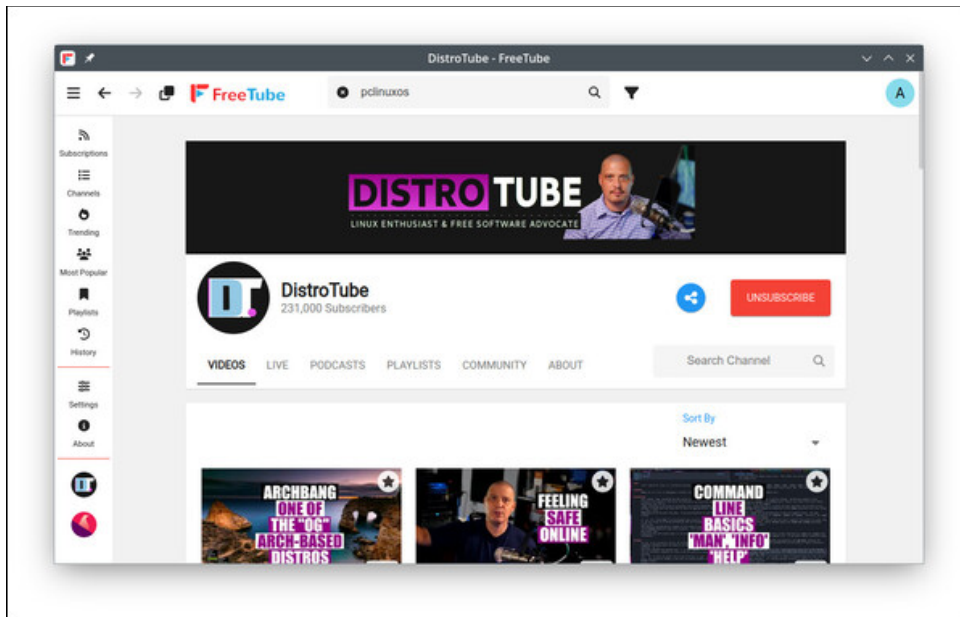 DistroTube - FreeTube
FreeTube
pclinuxos
A
Subscriptions
Channels
Trending
Most Popular
Playlists
History
Settings
About
DISTRO TUBE
LINUX ENTHUSIAST & FREE SOFTWARE ADVOCATE
DT.
DistroTube
231,000 Subscribers
UNSUBSCRIBE
VIDEOS LIVE PODCASTS PLAYLISTS COMMUNITY ABOUT
Search Channel
Sort By
Newest
ARCHBANG
ONE OF
THE "OG"
ARCH-BASED
DISTROS
FEELING
SAFE
ONLINE
COMMAND
LINE
BASICS
'MAN', 'INFO'
'HELP'